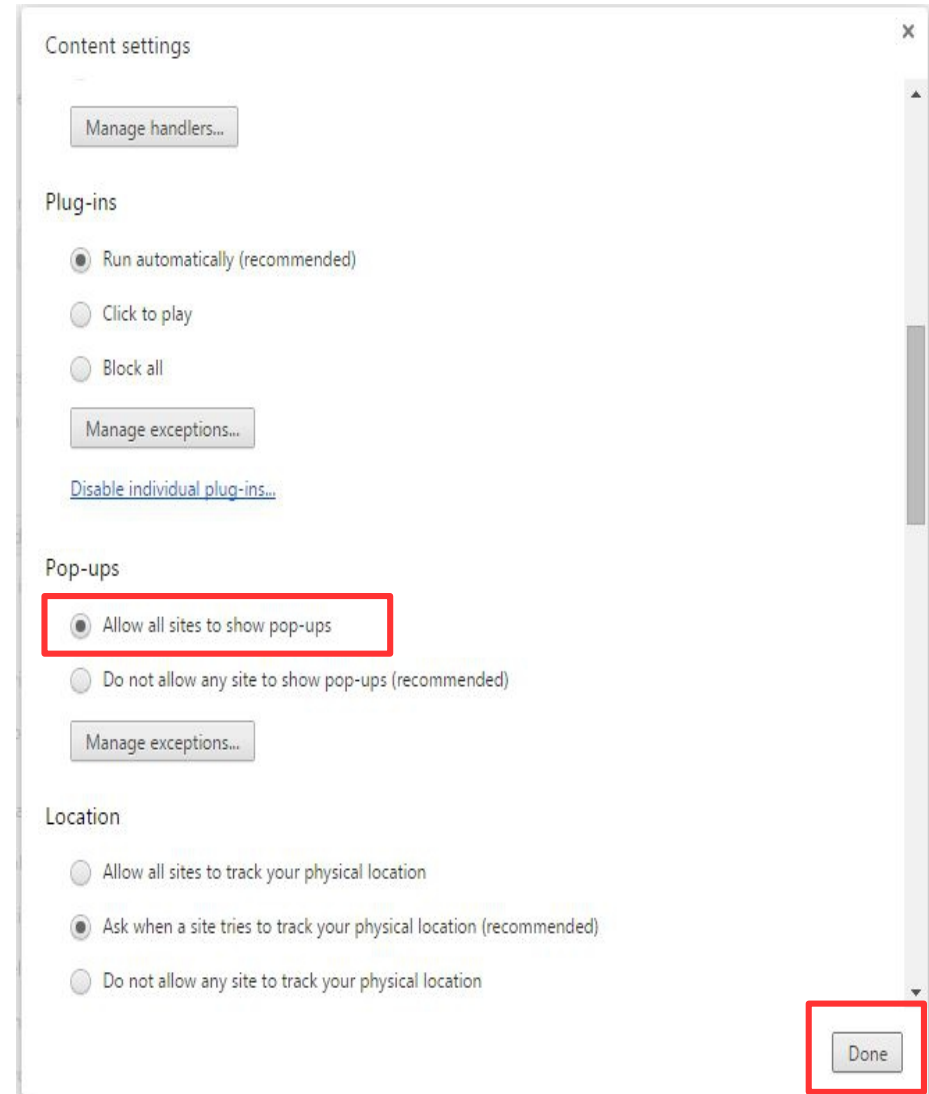 Content settings
Manage handlers...
Plug-ins
Run automatically (recommended)
Click to play
Block all
Manage exceptions...
Disable individual plug-ins...
Pop-ups
Allow all sites to show pop-ups
Do not allow any site to show pop-ups (recommended)
Manage exceptions...
Location
Allow all sites to track your physical location
Ask when a site tries to track your physical location (recommended)
Do not allow any site to track your physical location
Done